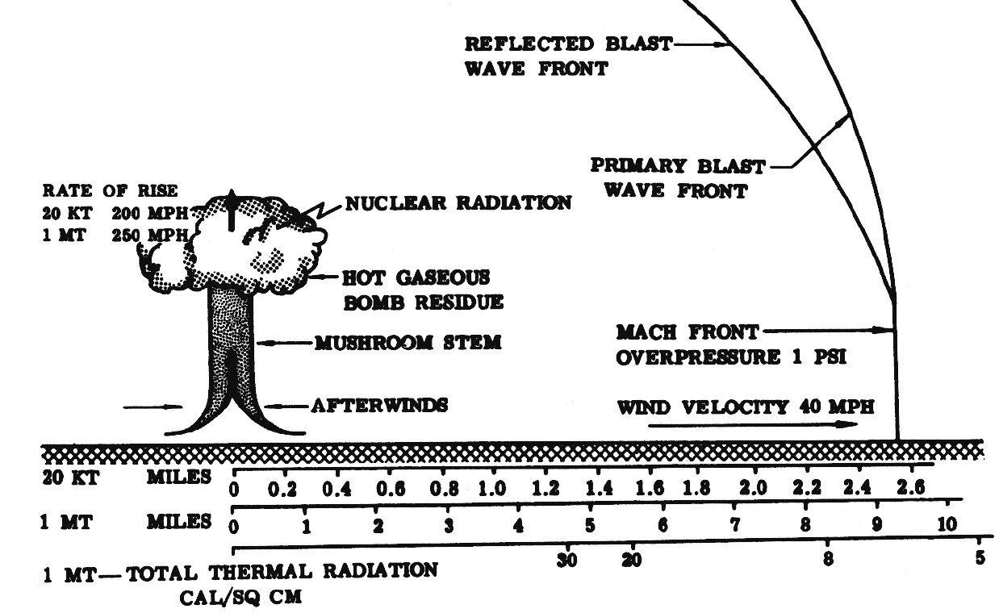 REFLECTED BLAST
WAVE FRONT
PRIMARY BLAST
WAVE FRONT
RATE OF RISE
20 KT 200 MPH
1 MT 250 MPH
NUCLEAR RADIATION
HOT GASEOUS
BOMB RESIDUE
MUSHROOM STEM
MACH FRONT
OVERPRESSURE 1 PSI
AFTERWINDS
WIND VELOCITY 40 MPH
20 KT MILES 0 0.2 0.4 0.6 0.8 1.0 1.2 1.4 1.6 1.8 2.0 2.2 2.4 2.6
1 MT MILES 0 1 2 3 4 5 6 7 8 9 10
30 20 8 5
1 MT—TOTAL THERMAL RADIATION
CAL/SQ CM